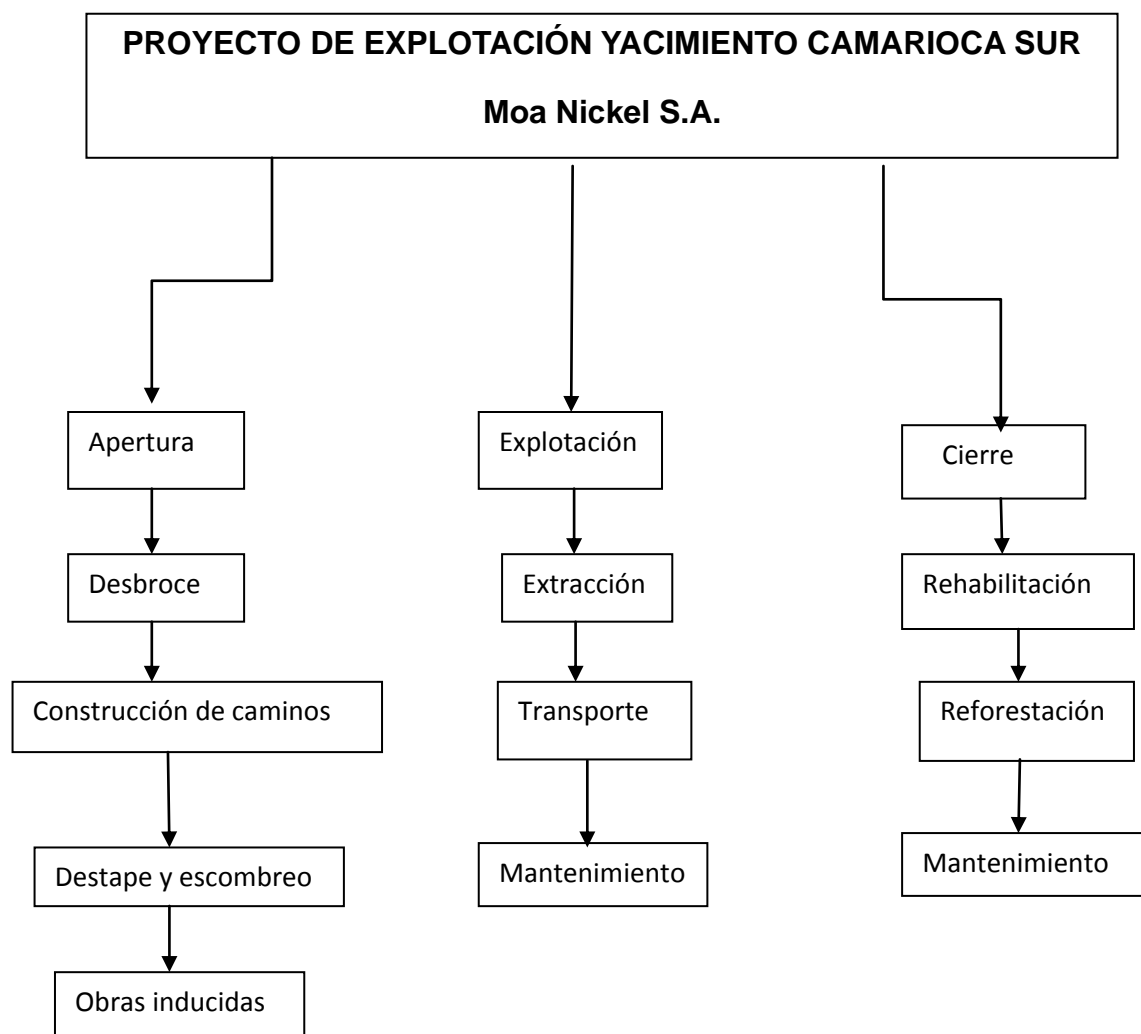 PROYECTO DE EXPLOTACIÓN YACIMIENTO CAMARIOCA SUR
Moa Nickel S.A.
Apertura
Desbroce
Construcción de caminos
Destape y escombreo
Obras inducidas
Explotación
Extracción
Transporte
Mantenimiento
Cierre
Rehabilitación
Reforestación
Mantenimiento